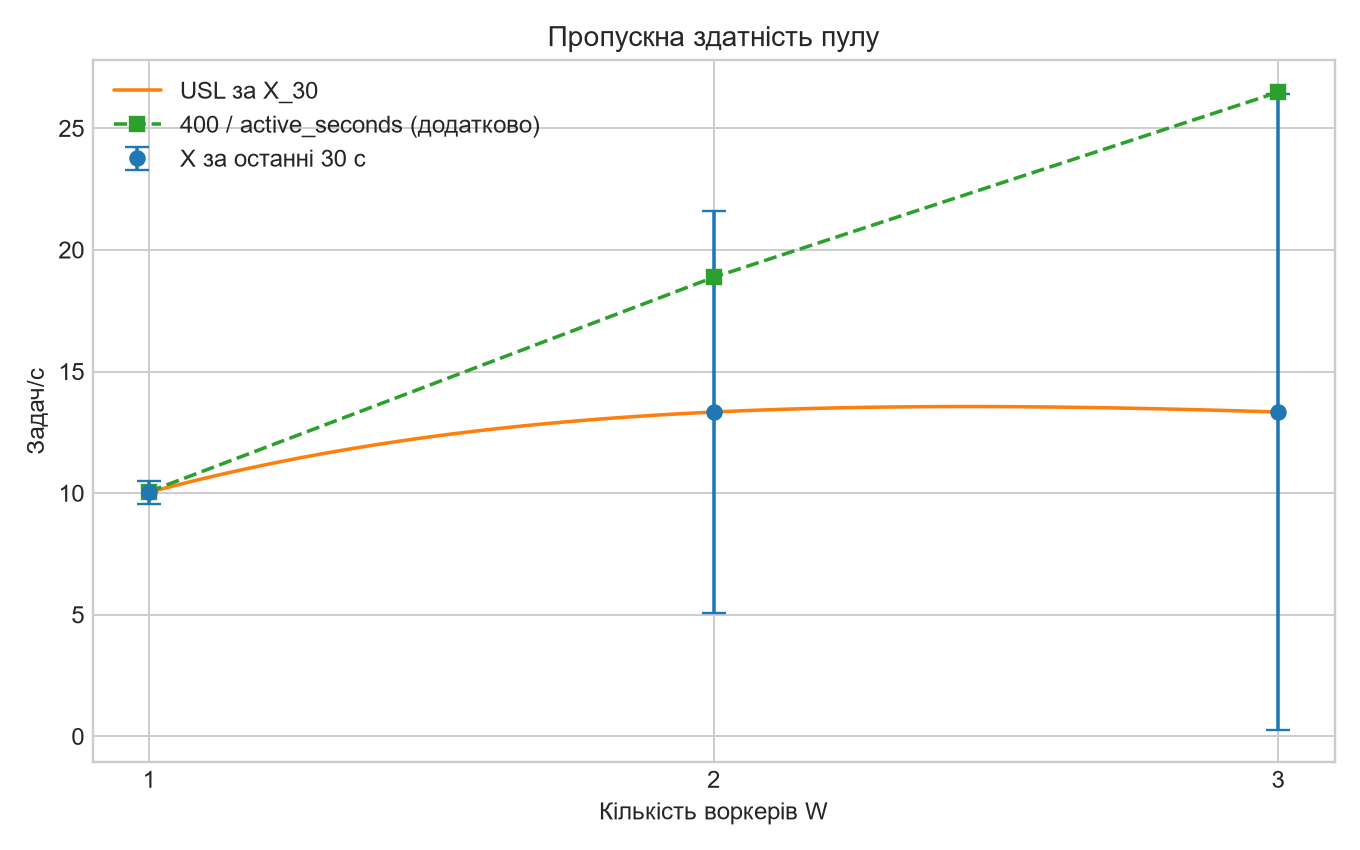 Пропускна здатність пулу
USL за X_30
400 / active_seconds (додатково)
X за останні 30 с
25
20
15
10
5
0
Задач/с
1 2 3
Кількість воркерів W